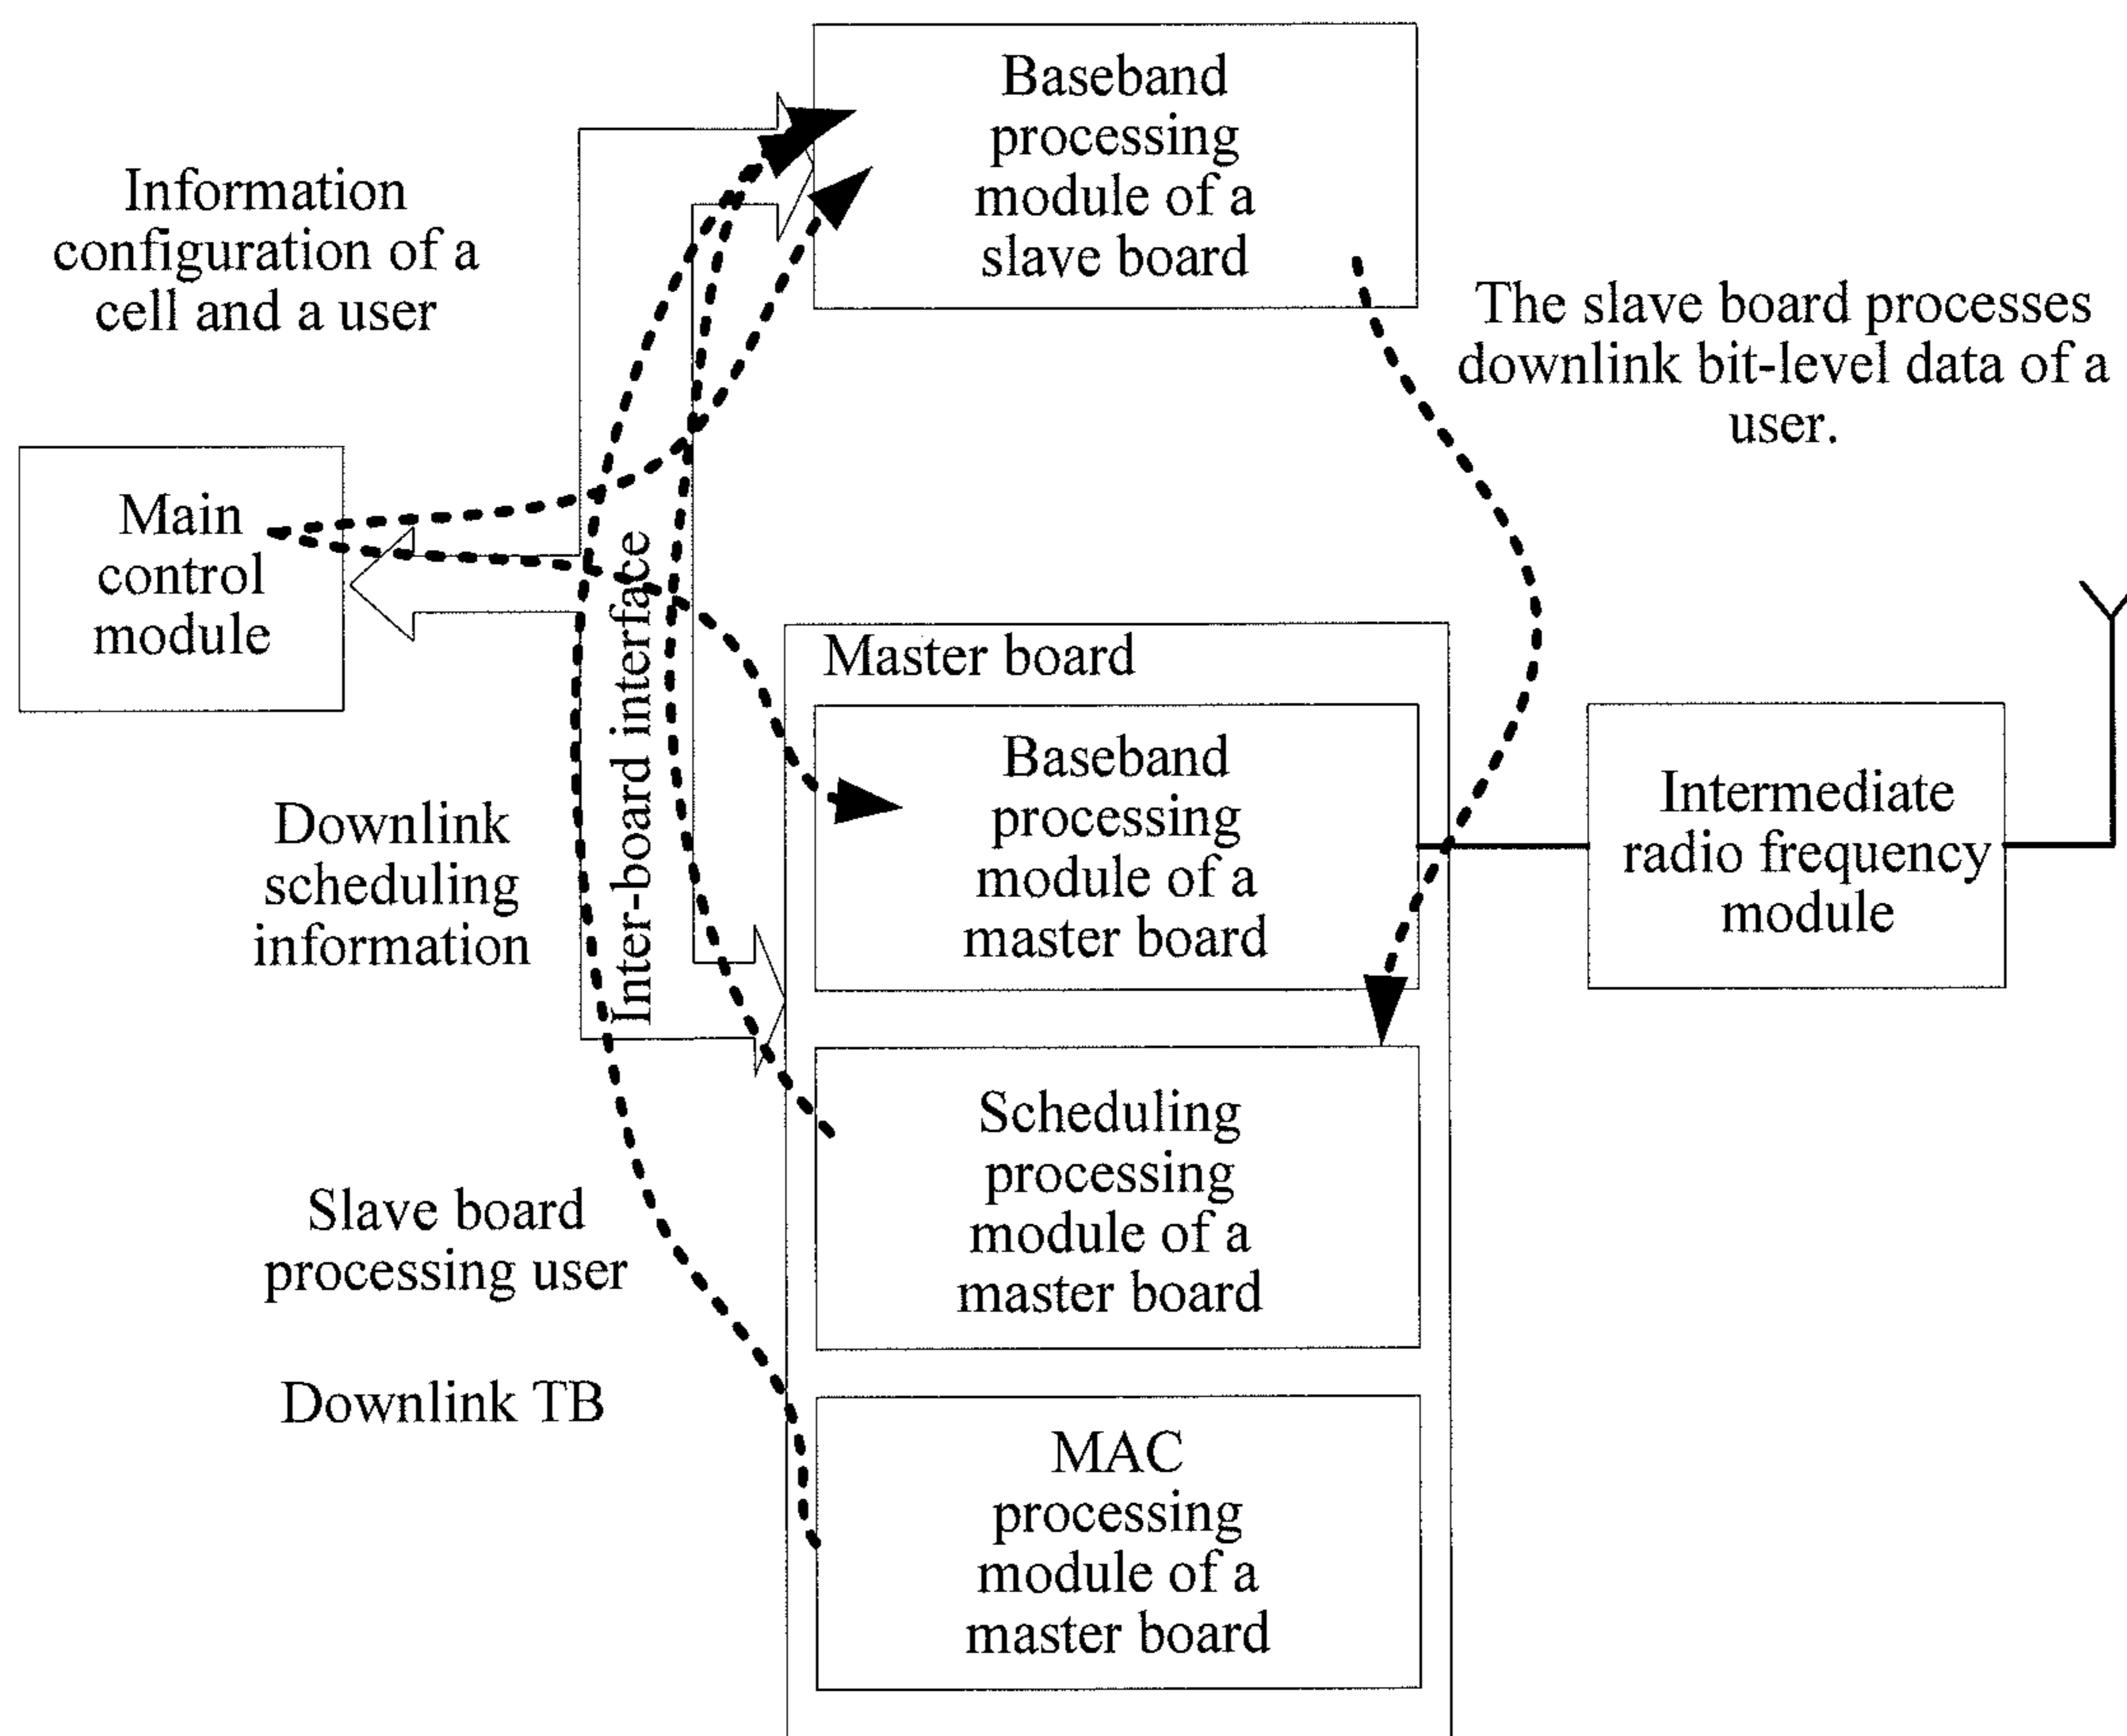 Baseband
processing
module of a
slave board
Information
configuration of a
cell and a user
The slave board processes
downlink bit-level data of a
user.
Main
control
module
Inter-board interface
Master board
Baseband
processing
module of a
master board
Intermediate
radio frequency
module
Downlink
scheduling
information
Scheduling
processing
module of a
master board
Slave board
processing user
Downlink TB
MAC
processing
module of a
master board